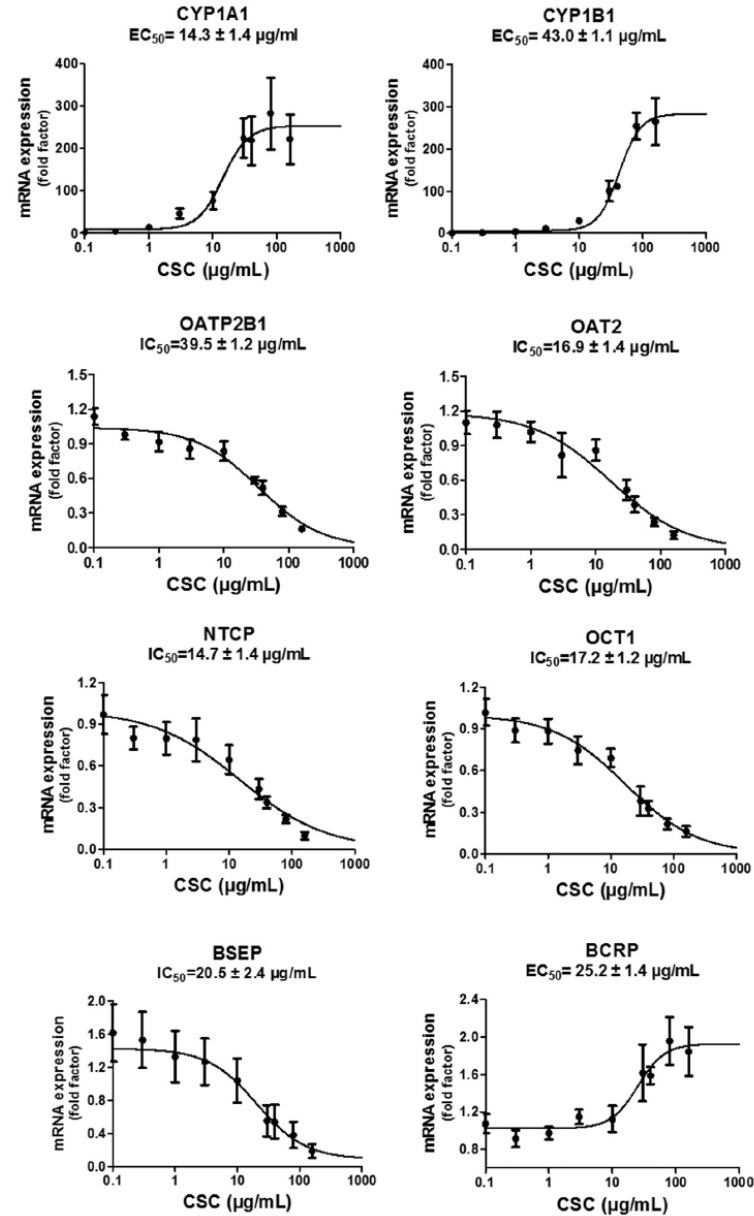 CYP1A1
EC50= 14.3 ± 1.4 µg/ml
mRNA expression
(fold factor)
400
300
200
100
0
0.1 1 10 100 1000
CSC (µg/mL)
CYP1B1
EC50= 43.0 ± 1.1 µg/mL
mRNA expression
(fold factor)
400
300
200
100
0
0.1 1 10 100 1000
CSC (µg/mL)
OATP2B1
IC50=39.5 ± 1.2 µg/mL
mRNA expression
(fold factor)
1.5
1.2
0.9
0.6
0.3
0.0
0.1 1 10 100 1000
CSC (µg/mL)
OAT2
IC50=16.9 ± 1.4 µg/mL
mRNA expression
(fold factor)
1.5
1.2
0.9
0.6
0.3
0.0
0.1 1 10 100 1000
CSC (µg/mL)
NTCP
IC50=14.7 ± 1.4 µg/mL
mRNA expression
(fold factor)
1.2
0.9
0.6
0.3
0.0
0.1 1 10 100 1000
CSC (µg/mL)
OCT1
IC50=17.2 ± 1.2 µg/mL
mRNA expression
(fold factor)
1.2
0.9
0.6
0.3
0.0
0.1 1 10 100 1000
CSC (µg/mL)
BSEP
IC50=20.5 ± 2.4 µg/mL
mRNA expression
(fold factor)
2.0
1.6
1.2
0.8
0.4
0.0
0.1 1 10 100 1000
CSC (µg/mL)
BCRP
EC50= 25.2 ± 1.4 µg/mL
mRNA expression
(fold factor)
2.4
2.0
1.6
1.2
0.8
0.1 1 10 100 1000
CSC (µg/mL)